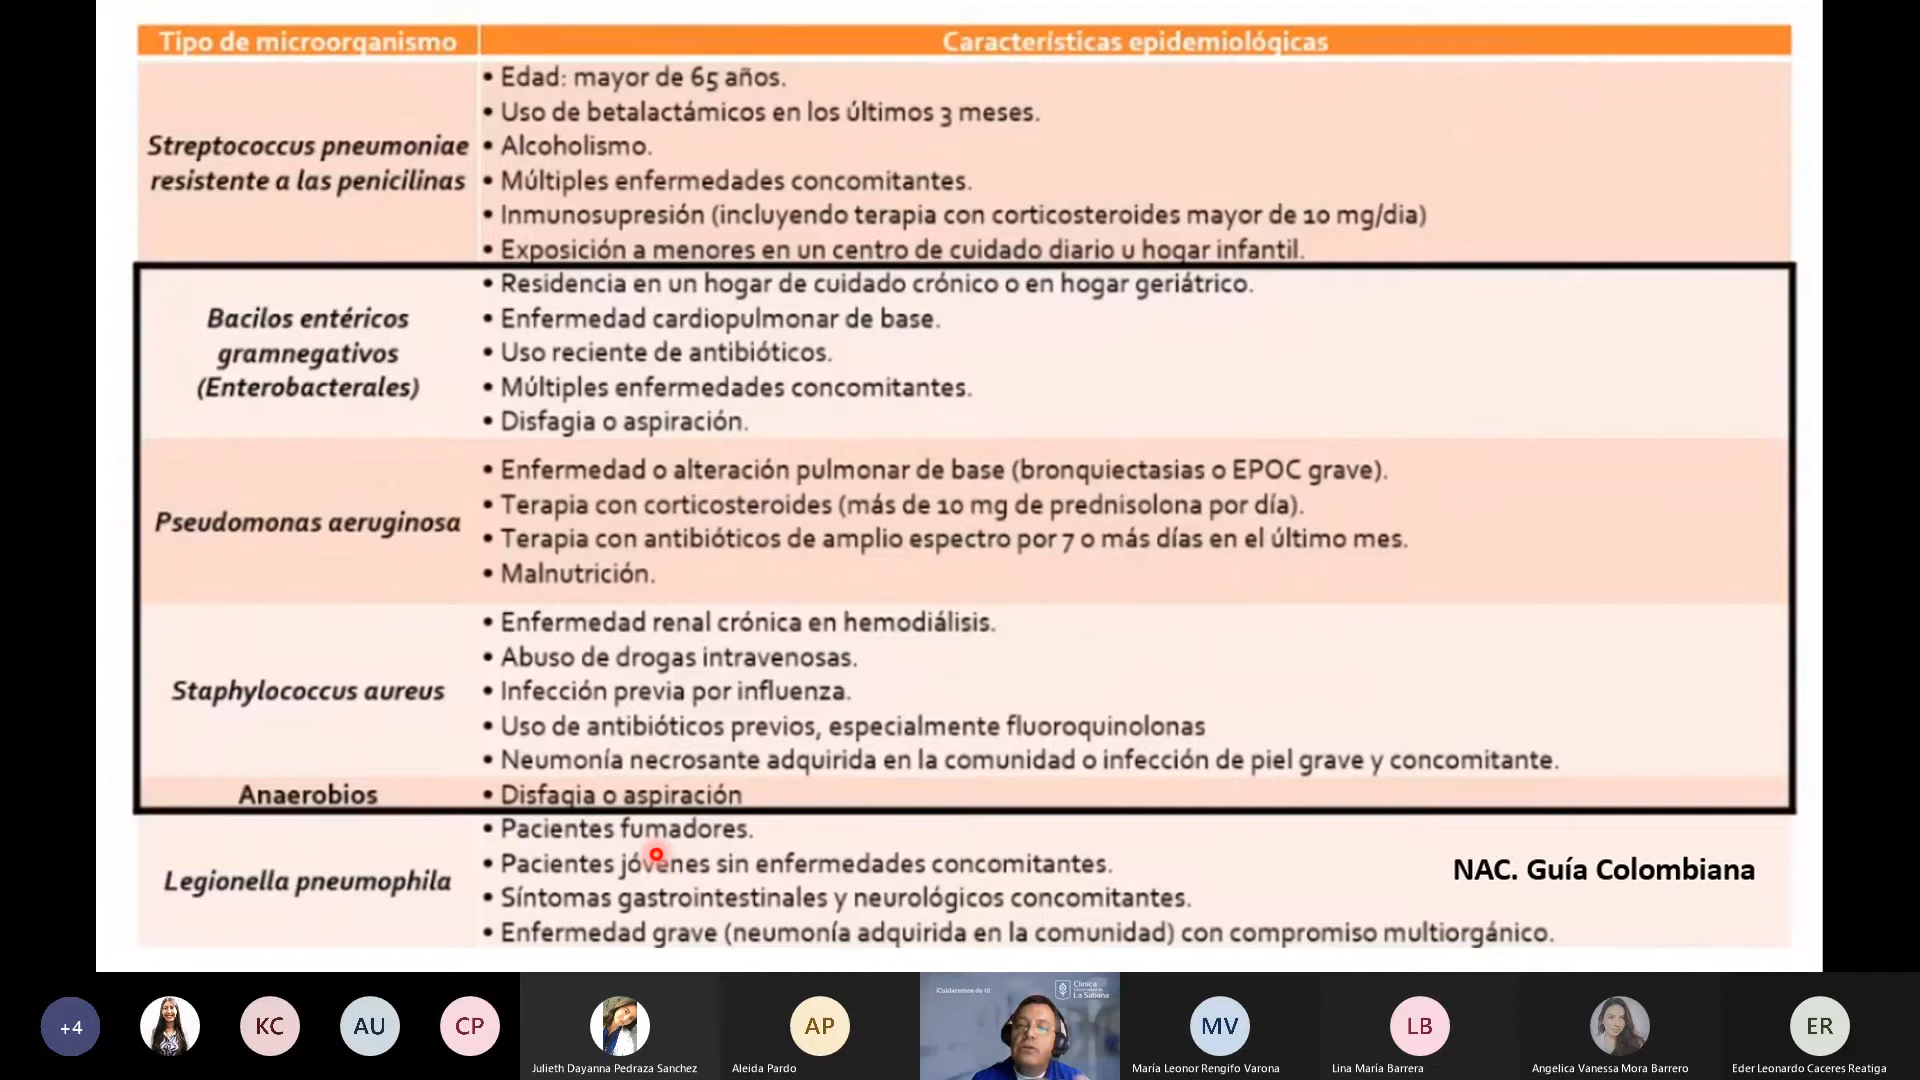 Tipo de microorganismo
Características epidemiológicas
Streptococcus pneumoniae
resistente a las penicilinas
• Edad: mayor de 65 años.
• Uso de betalactámicos en los últimos 3 meses.
• Alcoholismo.
• Múltiples enfermedades concomitantes.
• Inmunosupresión (incluyendo terapia con corticosteroides mayor de 10 mg/dia)
• Exposición a menores en un centro de cuidado diario u hogar infantil.
Bacilos entéricos
gramnegativos
(Enterobacterales)
• Residencia en un hogar de cuidado crónico o en hogar geriátrico.
• Enfermedad cardiopulmonar de base.
• Uso reciente de antibióticos.
• Múltiples enfermedades concomitantes.
• Disfagia o aspiración.
Pseudomonas aeruginosa
• Enfermedad o alteración pulmonar de base (bronquiectasias o EPOC grave).
• Terapia con corticosteroides (más de 10 mg de prednisolona por día).
• Terapia con antibióticos de amplio espectro por 7 o más días en el último mes.
• Malnutrición.
Staphylococcus aureus
• Enfermedad renal crónica en hemodiálisis.
• Abuso de drogas intravenosas.
• Infección previa por influenza.
• Uso de antibióticos previos, especialmente fluoroquinolonas
• Neumonía necrosante adquirida en la comunidad o infección de piel grave y concomitante.
Anaerobios
• Disfagia o aspiración
Legionella pneumophila
• Pacientes fumadores.
• Pacientes jóvenes sin enfermedades concomitantes.
• Síntomas gastrointestinales y neurológicos concomitantes.
• Enfermedad grave (neumonía adquirida en la comunidad) con compromiso multiorgánico.
NAC. Guía Colombiana
+4
KC
AU
CP
Julieth Dayanna Pedraza Sanchez
AP
Aleida Pardo
¡Cuidaremos de ti!
Clínica
Universidad de
La Sabana
MV
María Leonor Rengifo Varona
LB
Lina María Barrera
Angelica Vanessa Mora Barrero
ER
Eder Leonardo Caceres Reatiga